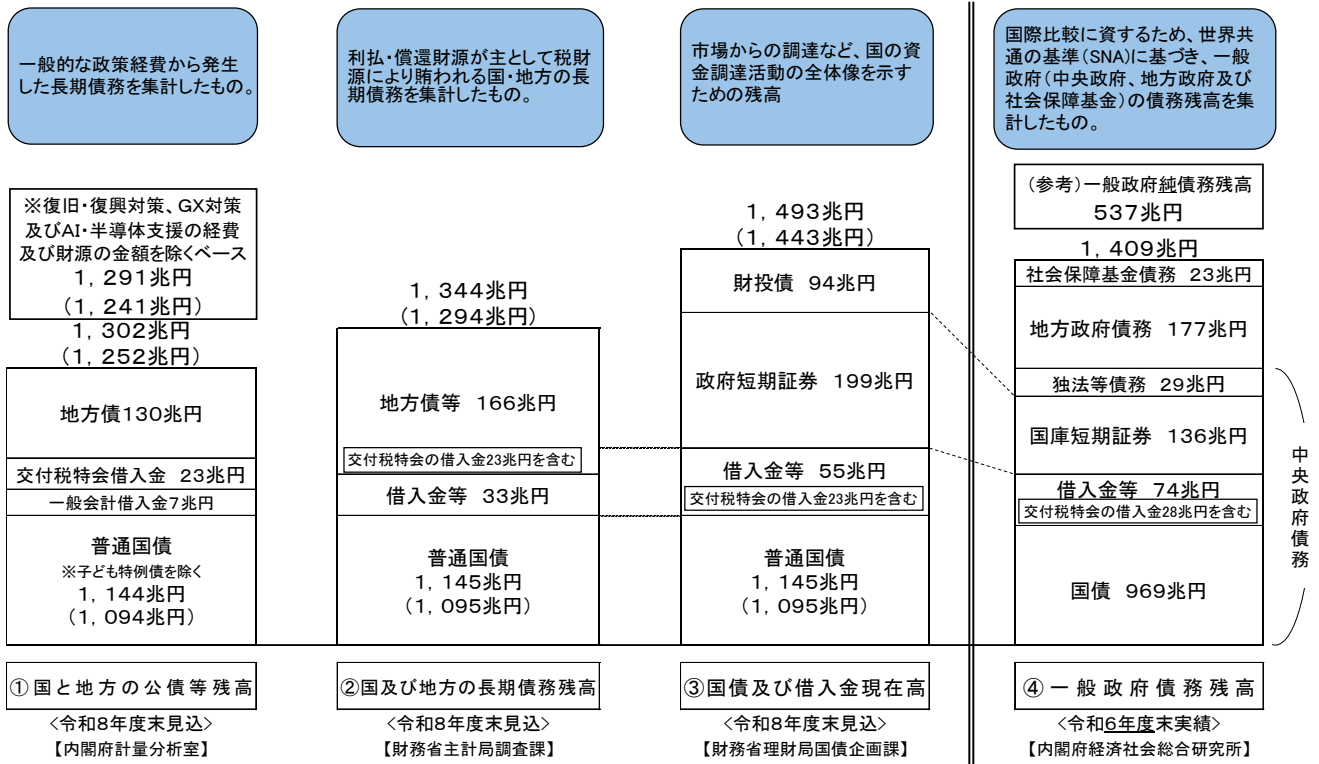 一般的な政策経費から発生
した長期債務を集計したもの。
※復旧・復興対策、GX対策
及びAI・半導体支援の経費
及び財源の金額を除くベース
1,291兆円
(1,241兆円)
1,302兆円
(1,252兆円)
地方債130兆円
交付税特会借入金 23兆円
一般会計借入金7兆円
普通国債
※子ども特例債を除く
1,144兆円
(1,094兆円)
①国と地方の公債等残高
<令和8年度末見込>
【内閣府計量分析室】
利払・償還財源が主として税財
源により賄われる国・地方の長
期債務を集計したもの。
1,344兆円
(1,294兆円)
地方債等 166兆円
交付税特会の借入金23兆円を含む
借入金等 33兆円
普通国債
1,145兆円
(1,095兆円)
②国及び地方の長期債務残高
<令和8年度末見込>
【財務省主計局調査課】
市場からの調達など、国の資
金調達活動の全体像を示す
ための残高
1,493兆円
(1,443兆円)
財投債 94兆円
政府短期証券 199兆円
借入金等 55兆円
交付税特会の借入金23兆円を含む
普通国債
1,145兆円
(1,095兆円)
③国債及び借入金現在高
<令和8年度末見込>
【財務省理財局国債企画課】
国際比較に資するため、世界共
通の基準(SNA)に基づき、一般
政府(中央政府、地方政府及び
社会保障基金)の債務残高を集
計したもの。
(参考)一般政府純債務残高
537兆円
1,409兆円
社会保障基金債務 23兆円
地方政府債務 177兆円
独法等債務 29兆円
国庫短期証券 136兆円
借入金等 74兆円
交付税特会の借入金28兆円を含む
国債 969兆円
中央政府債務
④一般政府債務残高
<令和6年度末実績>
【内閣府経済社会総合研究所】